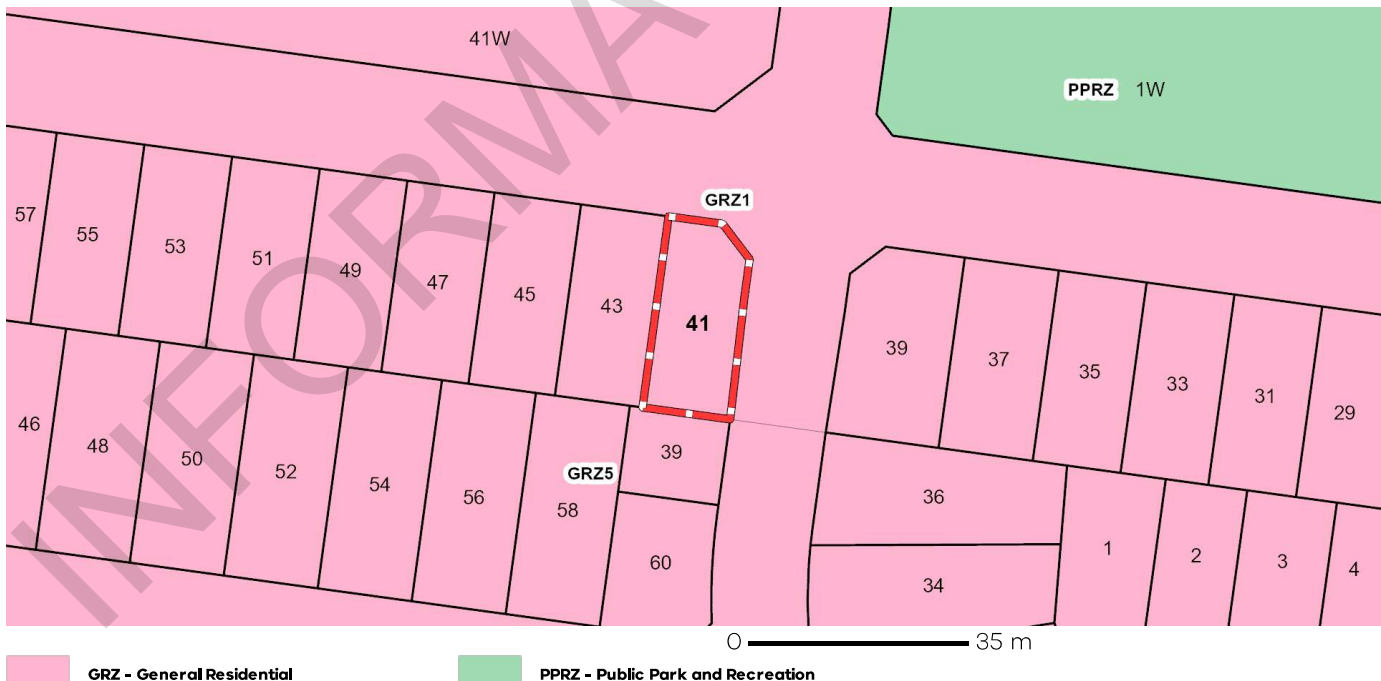 41W
PPRZ 1W
GRZ1
57 55 53 51 49 47 45 43 41
39 37 35 33 31 29
46 48 50 52 54 56 58 39
GRZ5
60
36
34
1 2 3 4
INFORMA
0 35 m
GRZ - General Residential
PPRZ - Public Park and Recreation